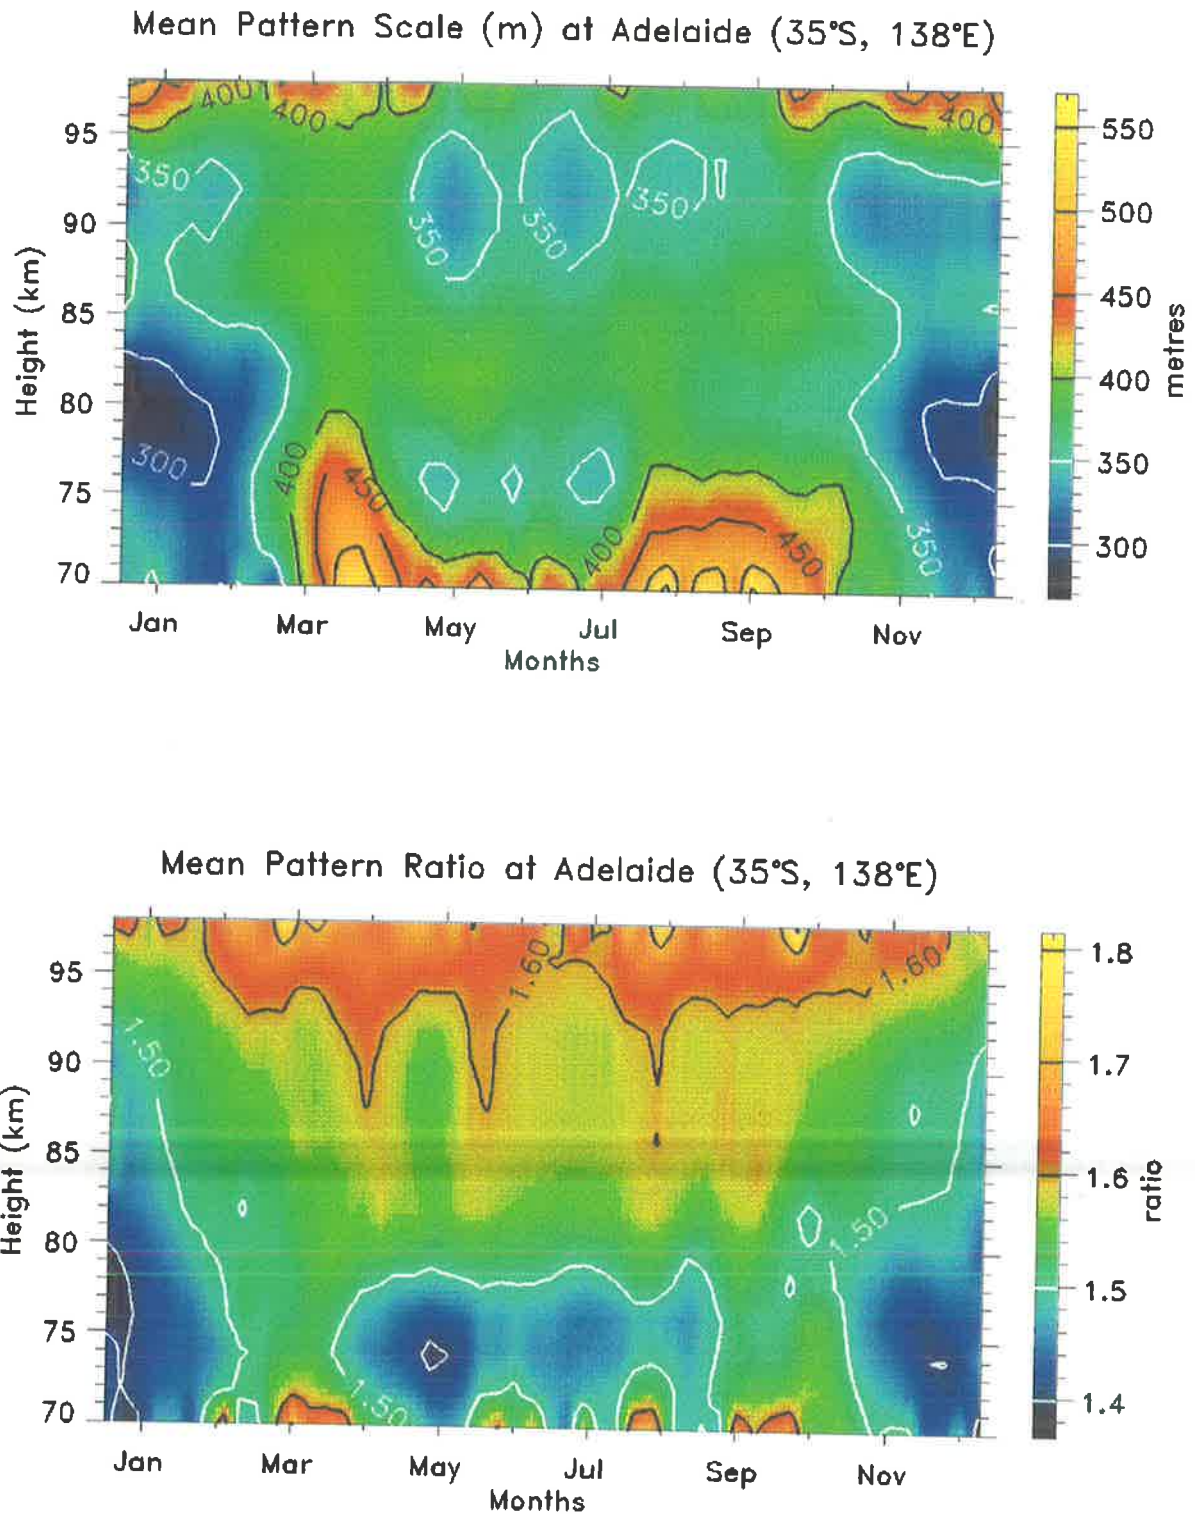 Mean Pattern Scale (m) at Adelaide (35°S, 138°E)
400
400
400
95
90
85
80
75
70
Height (km)
350
350
350
350
300
400
450
400
450
350
Jan
Mar
May
Jul
Sep
Nov
Months
550
500
450
400
350
300
metres
Mean Pattern Ratio at Adelaide (35°S, 138°E)
95
90
85
80
75
70
Height (km)
1.60
1.60
1.50
1.50
1.50
Jan
Mar
May
Jul
Sep
Nov
Months
1.8
1.7
1.6
1.5
1.4
ratio